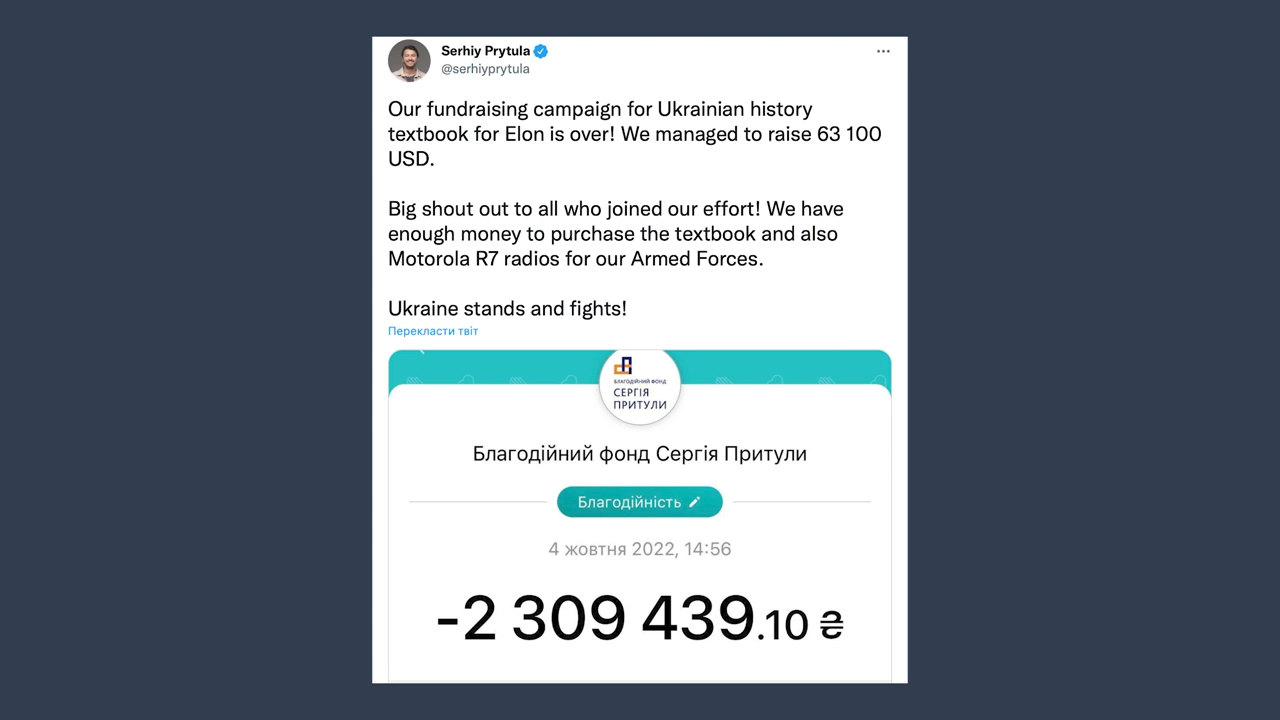 Serhiy Prytula
@serhiyprytula
Our fundraising campaign for Ukrainian history
textbook for Elon is over! We managed to raise 63 100
USD.
Big shout out to all who joined our effort! We have
enough money to purchase the textbook and also
Motorola R7 radios for our Armed Forces.
Ukraine stands and fights!
Перекласти твіт
БЛАГОДІЙНИЙ ФОНД
СЕРГІЯ
ПРИТУЛИ
Благодійний фонд Сергія Притули
Благодійність
4 жовтня 2022, 14:56
-2 309 439.10 ₴